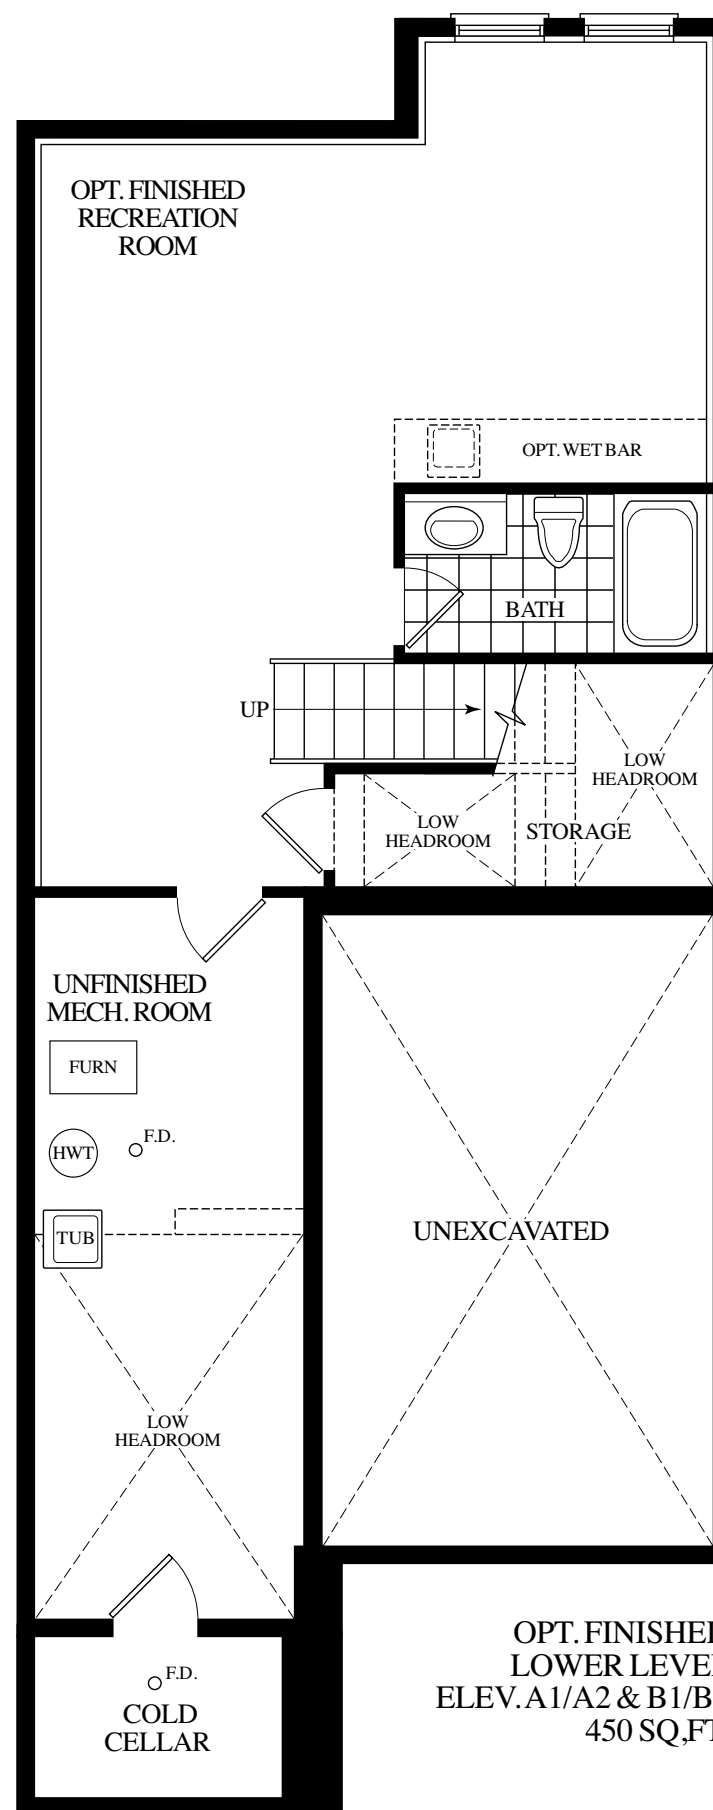 OPT. FINISHED
RECREATION
ROOM
OPT. WET BAR
BATH
UP
LOW
HEADROOM
LOW
HEADROOM
STORAGE
UNFINISHED
MECH. ROOM
FURN
F.D.
HWT
TUB
UNEXCAVATED
LOW
HEADROOM
F.D.
COLD
CELLAR
OPT. FINISHE
LOWER LEVE
ELEV. A1/A2 & B1/B
450 SQ,FT